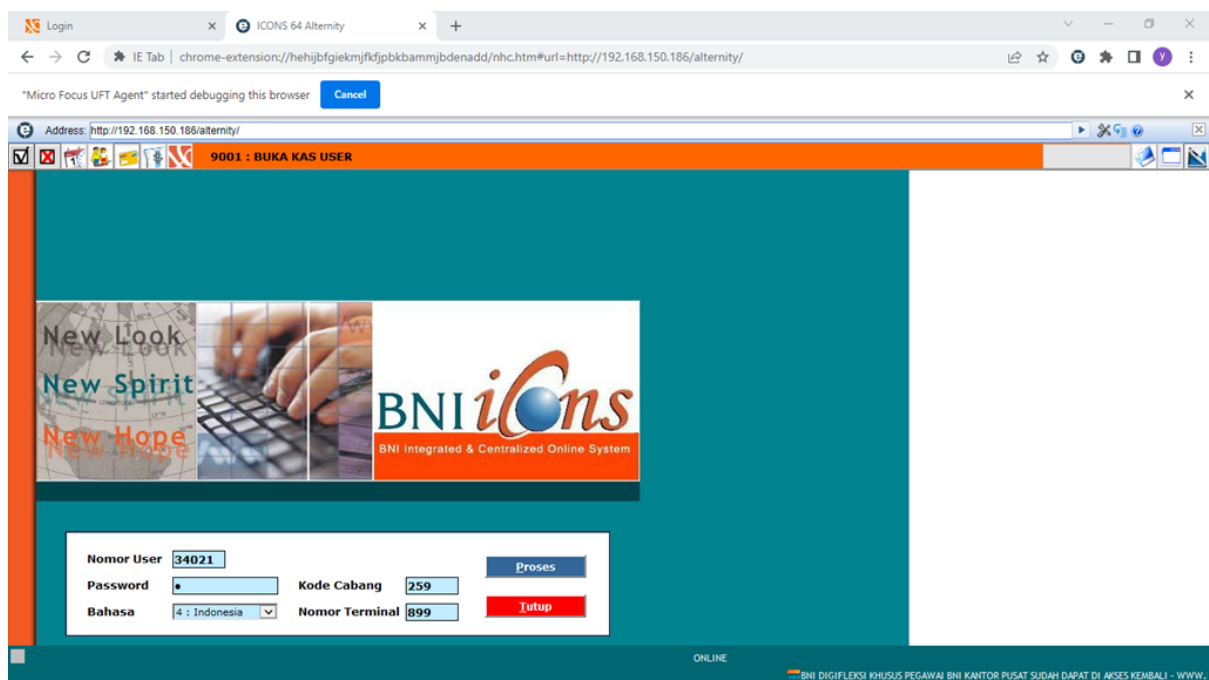 Login
ICONS 64 Alternity
IE Tab | chrome-extension://hehijbfgiekmjfkfjpbkbammjbdenadd/nhc.htm#url=http://192.168.150.186/alternity/
"Micro Focus UFT Agent" started debugging this browser Cancel
Address: http://192.168.150.186/alternity/
9001 : BUKA KAS USER
New Look
New Spirit
New Hope
BNI icons
BNI Integrated & Centralized Online System
Nomor User 34021
Proses
Password • Kode Cabang 259
Bahasa 4 : Indonesia Nomor Terminal 899
Tutup
ONLINE
BNI DIGIFLEKSI KHUSUS PEGAWAI BNI KANTOR PUSAT SUDAH DAPAT DI AKSES KEMBALI - WWW.